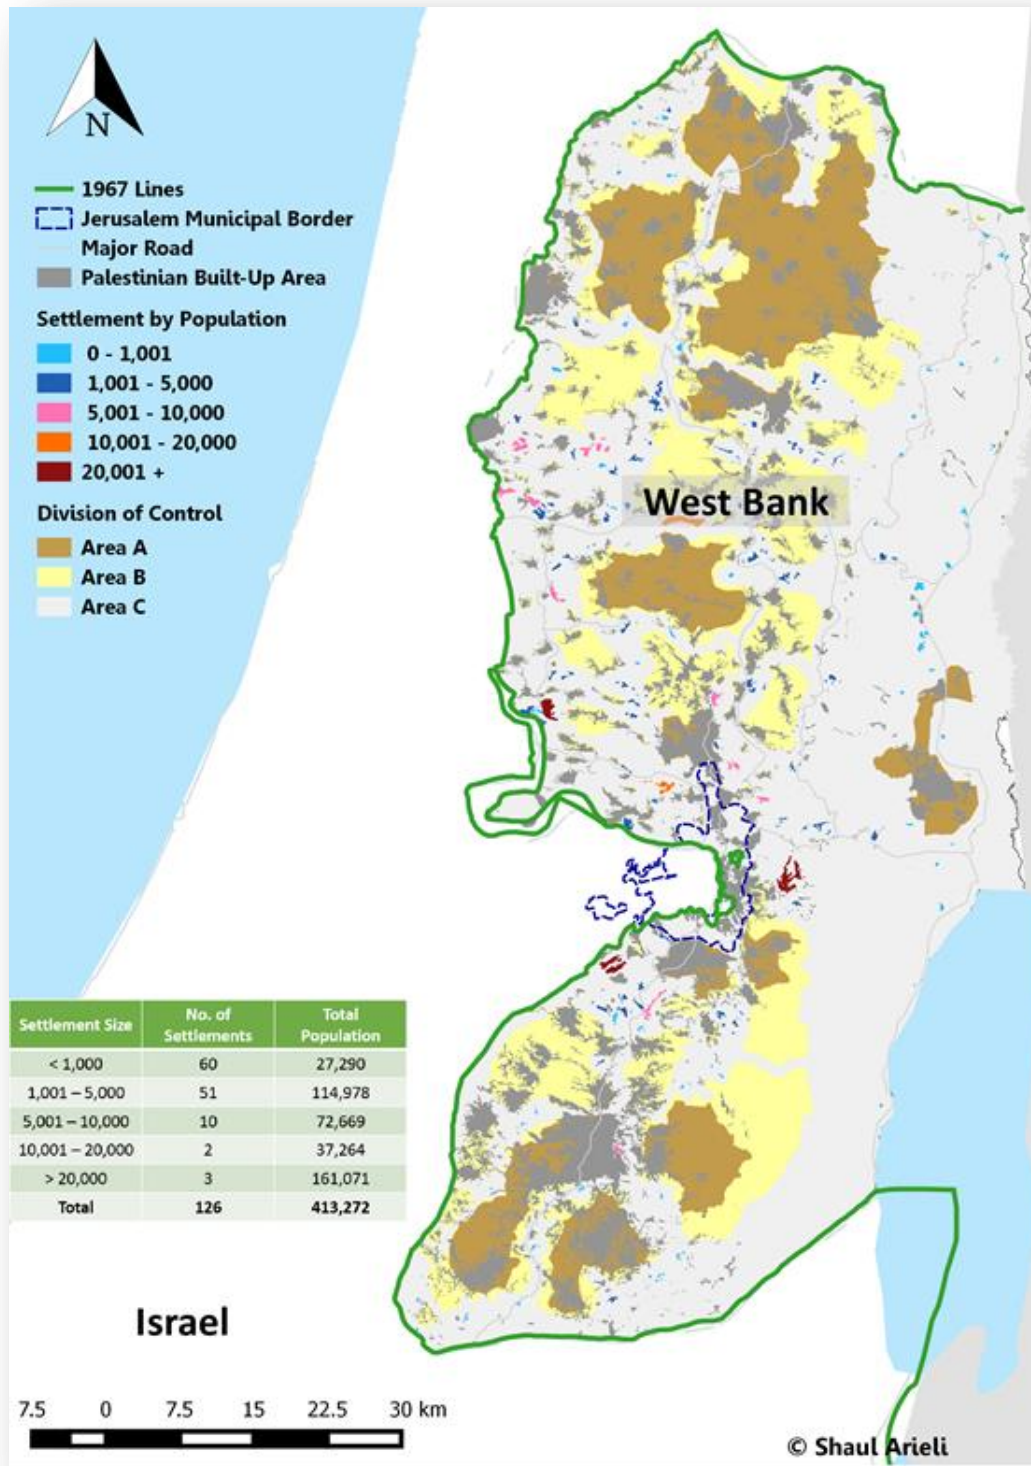 N
1967 Lines
Jerusalem Municipal Border
Major Road
Palestinian Built-Up Area
Settlement by Population
0 - 1,001
1,001 - 5,000
5,001 - 10,000
10,001 - 20,000
20,001 +
Division of Control
Area A
Area B
Area C
West Bank
Settlement Size No. of Settlements Total Population
< 1,000 60 27,290
1,001 – 5,000 51 114,978
5,001 – 10,000 10 72,669
10,001 – 20,000 2 37,264
> 20,000 3 161,071
Total 126 413,272
Israel
7.5 0 7.5 15 22.5 30 km
© Shaul Arieli